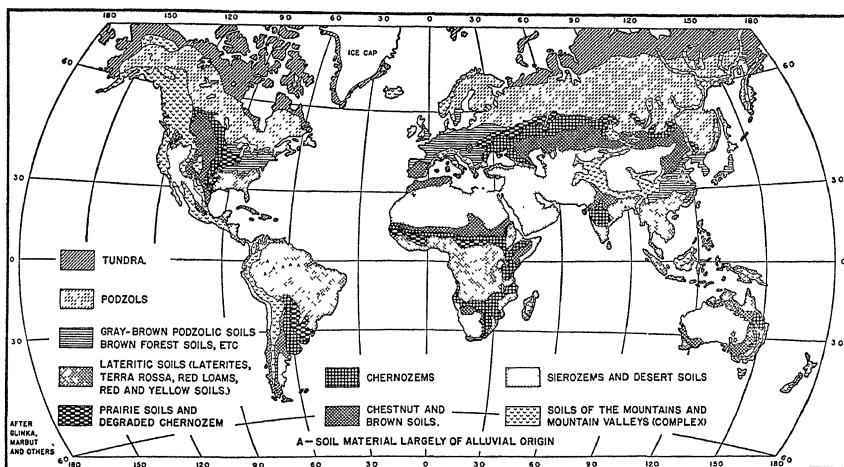 180 150 120 90 60 30 0 30 60 90 120 150 180
ICE CAP
60 60
30 30
0 0
30 30
TUNDRA.
PODZOLS
GRAY-BROWN PODZOLIC SOILS
BROWN FOREST SOILS, ETC
LATERITIC SOILS (LATERITES,
TERRA ROSSA, RED LOAMS,
RED AND YELLOW SOILS.)
PRAIRIE SOILS AND
DEGRADED CHERNOZEM
CHERNOZEMS
CHESTNUT AND
BROWN SOILS.
SIEROZEMS AND DESERT SOILS
SOILS OF THE MOUNTAINS AND
MOUNTAIN VALLEYS (COMPLEX)
A—SOIL MATERIAL LARGELY OF ALLUVIAL ORIGIN
AFTER
GLINKA,
MARBUT
AND OTHERS
60 60
180 150 120 90 60 30 0 30 60 90 120 150 180